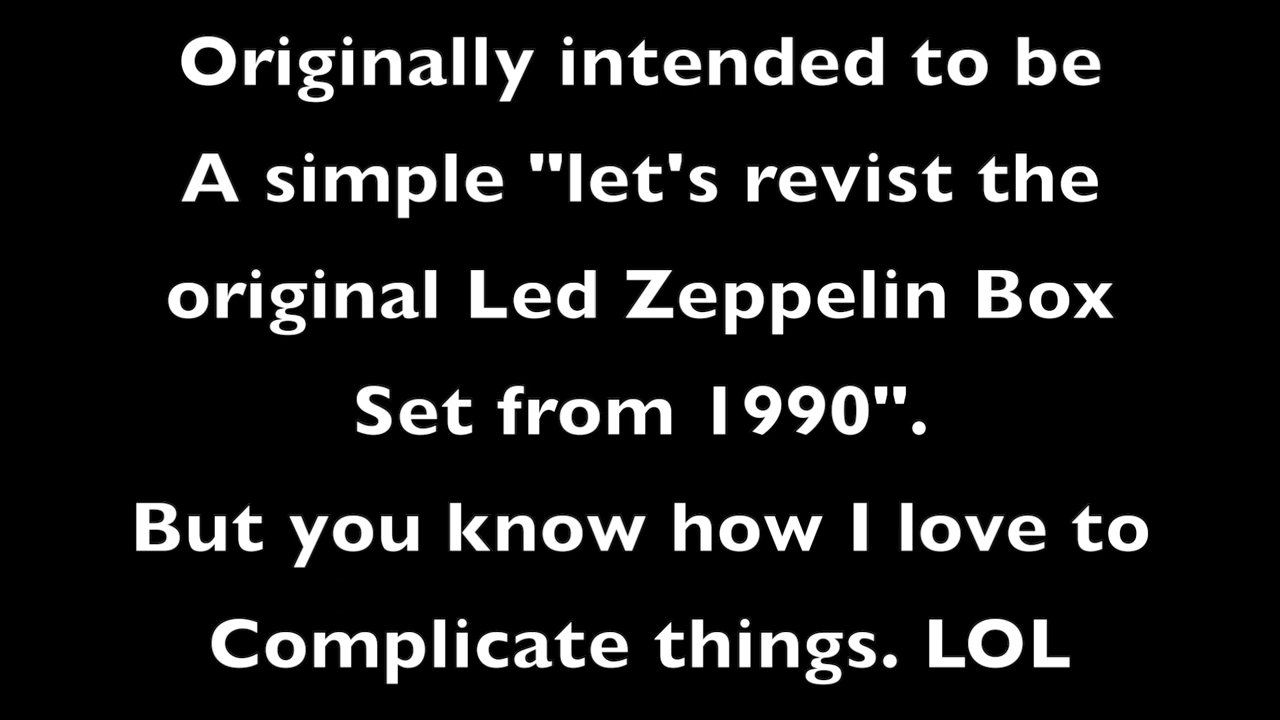 Originally intended to be
A simple "let's revist the
original Led Zeppelin Box
Set from 1990".
But you know how I love to
Complicate things. LOL